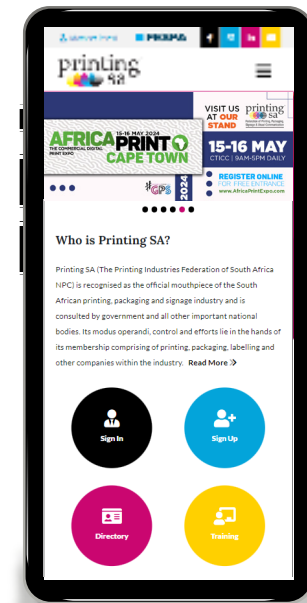 FESPA
printing
SA
15-16 MAY 2024
AFRICAPRINT
THE COMMERCIAL DIGITAL
PRINT EXPO
CAPE TOWN
#GPS
2024
VISIT US
AT OUR
STAND
printing
sa
15-16 MAY
CTICC | 9AM-5PM DAILY
REGISTER ONLINE
FOR FREE ENTRANCE
www.AfricaPrintExpo.com
Who is Printing SA?
Printing SA (The Printing Industries Federation of South Africa
NPC) is recognised as the official mouthpiece of the South
African printing, packaging and signage industry and is
consulted by government and all other important national
bodies. Its modus operandi, control and efforts lie in the hands of
its membership comprising of printing, packaging, labelling and
other companies within the industry. Read More
Sign In
Sign Up
Directory
Training